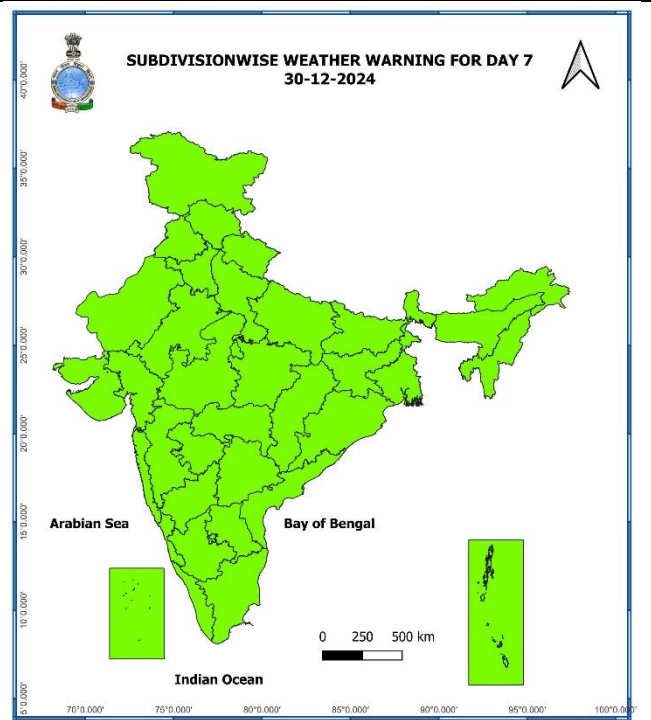 SUBDIVISIONWISE WEATHER WARNING FOR DAY 7
30-12-2024
40°0.000'
35°0.000'
30°0.000'
25°0.000'
20°0.000'
15°0.000'
10°0.000'
5°0.000'
Arabian Sea
Bay of Bengal
0 250 500 km
Indian Ocean
70°0.000' 75°0.000' 80°0.000' 85°0.000' 90°0.000' 95°0.000' 100°0.000'